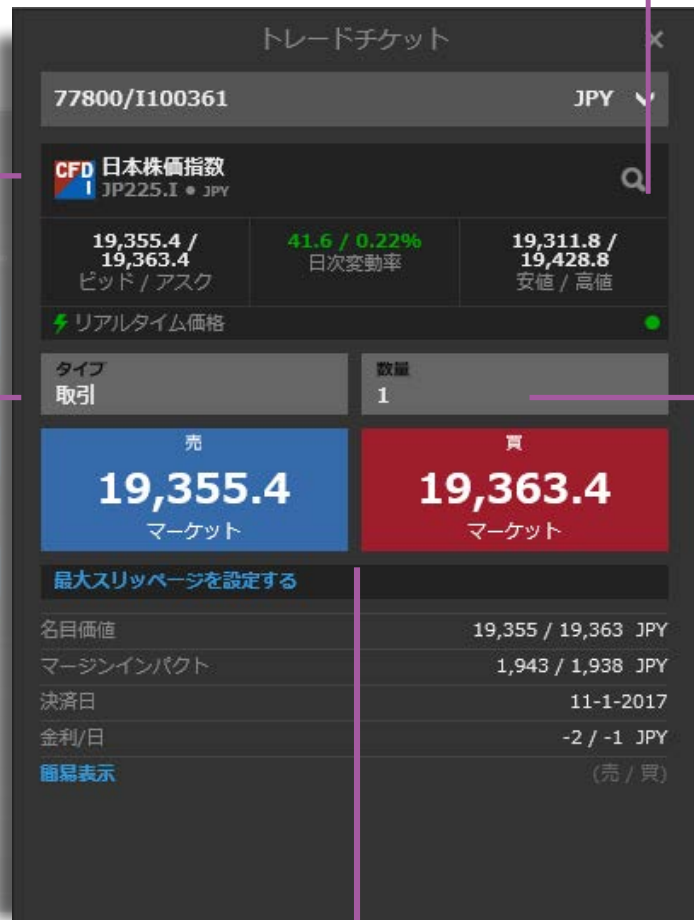 トレードチケット ×
77800/I100361 JPY
CFD I 日本株価指数
JP225.I • JPY
19,355.4 /
19,363.4
ビッド / アスク
41.6 / 0.22%
日次変動率
19,311.8 /
19,428.8
安値 / 高値
リアルタイム価格
タイプ
取引
数量
1
売
19,355.4
マーケット
買
19,363.4
マーケット
最大スリッページを設定する
名目価値 19,355 / 19,363 JPY
マージンインパクト 1,943 / 1,938 JPY
決済日 11-1-2017
金利/日 -2 / -1 JPY
簡易表示 (売 / 買)